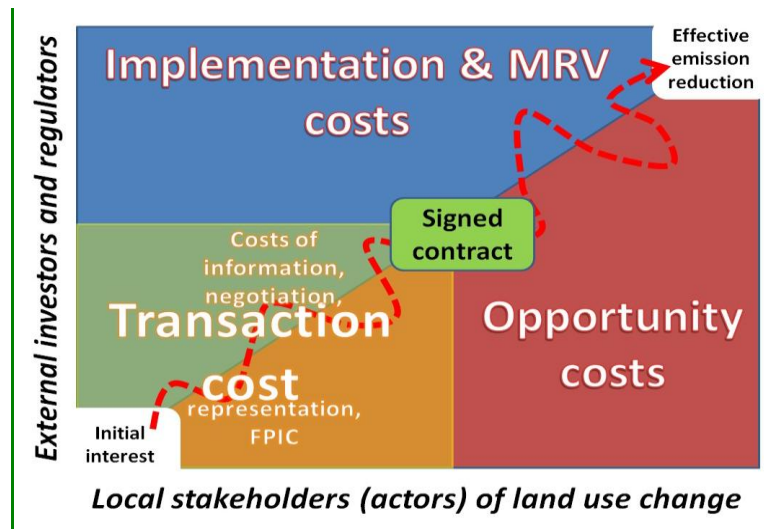 External investors and regulators
Implementation & MRV
costs
Effective
emission
reduction
Signed
contract
Costs of
information,
negotiation,
Transaction
cost
representation,
FPIC
Opportunity
costs
Initial
interest
Local stakeholders (actors) of land use change